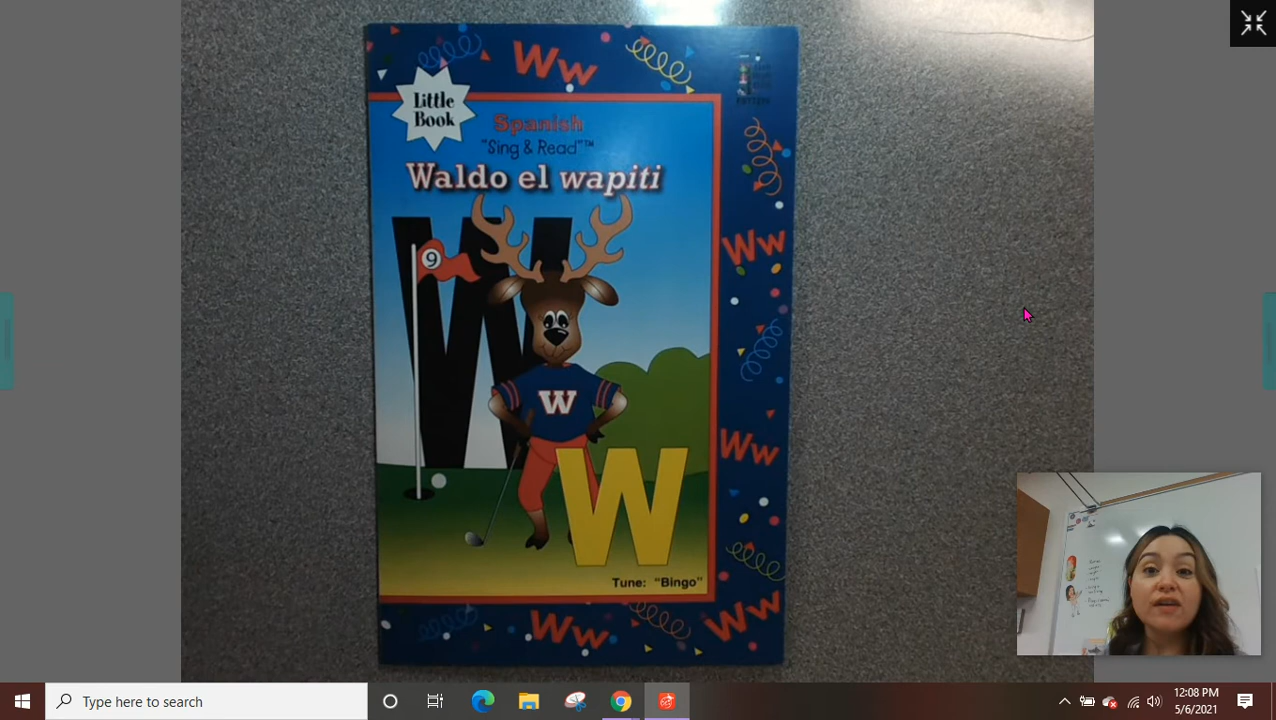 Ww
Little
Book
Spanish
"Sing & Read"™
Waldo el wapiti
W
9
W
W
Ww
Ww
Ww
Ww
Tune: "Bingo"
Type here to search
12:08 PM
5/6/2021